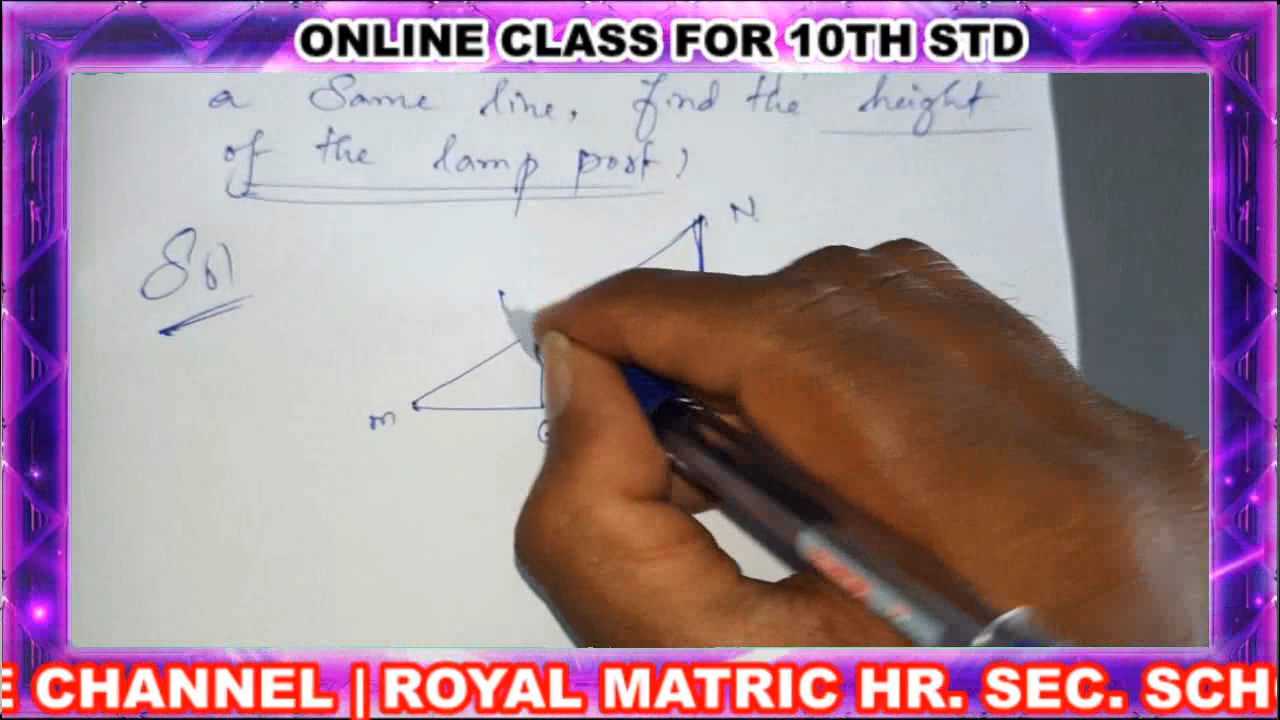 ONLINE CLASS FOR 10TH STD
a Same line, find the height
of the lamp post,
N
Sol
m
E CHANNEL | ROYAL MATRIC HR. SEC. SCH